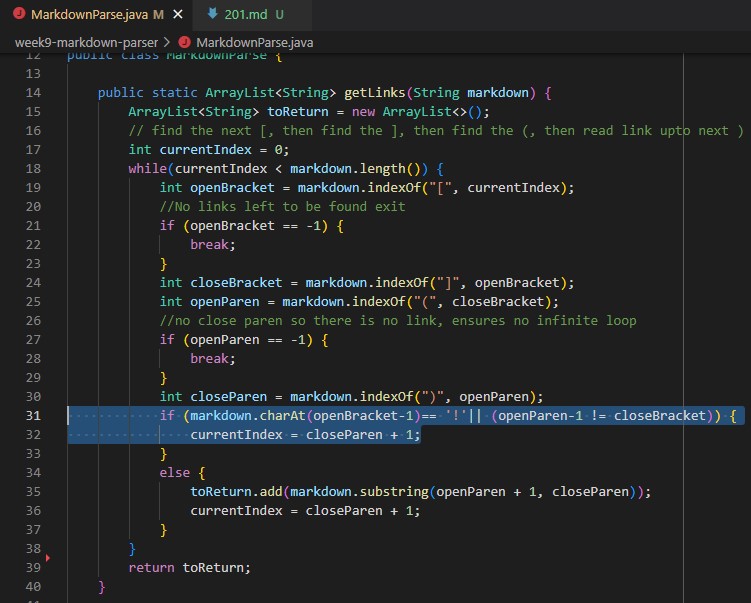 MarkdownParse.java M
201.md U
week9-markdown-parser > MarkdownParse.java
12 public class MarkdownParse {
13
14 public static ArrayList<String> getLinks(String markdown) {
15 ArrayList<String> toReturn = new ArrayList<>();
16 // find the next [, then find the ], then find the (, then read link upto next )
17 int currentIndex = 0;
18 while(currentIndex < markdown.length()) {
19 int openBracket = markdown.indexOf("[", currentIndex);
20 //No links left to be found exit
21 if (openBracket == -1) {
22 break;
23 }
24 int closeBracket = markdown.indexOf("]", openBracket);
25 int openParen = markdown.indexOf("(", closeBracket);
26 //no close paren so there is no link, ensures no infinite loop
27 if (openParen == -1) {
28 break;
29 }
30 int closeParen = markdown.indexOf(")", openParen);
31 if (markdown.charAt(openBracket-1)== '!'|| (openParen-1 != closeBracket)) {
32 currentIndex = closeParen + 1;
33 }
34 else {
35 toReturn.add(markdown.substring(openParen + 1, closeParen));
36 currentIndex = closeParen + 1;
37 }
38 }
39 return toReturn;
40 }